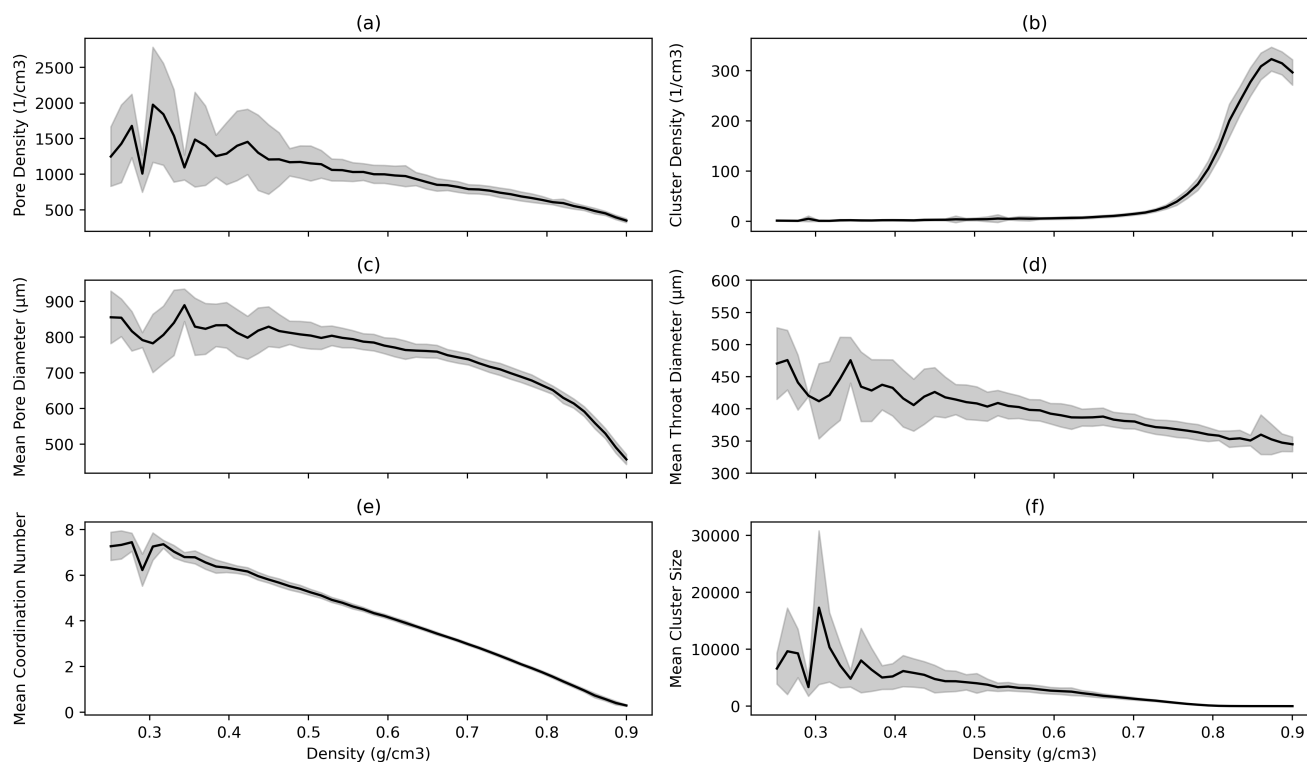 (a)
Pore Density (1/cm3)
2500
2000
1500
1000
500
(b)
Cluster Density (1/cm3)
300
200
100
0
(c)
Mean Pore Diameter (μm)
900
800
700
600
500
(d)
Mean Throat Diameter (μm)
600
550
500
450
400
350
300
(e)
Mean Coordination Number
8
6
4
2
0
0.3 0.4 0.5 0.6 0.7 0.8 0.9
Density (g/cm3)
(f)
Mean Cluster Size
30000
20000
10000
0
0.3 0.4 0.5 0.6 0.7 0.8 0.9
Density (g/cm3)